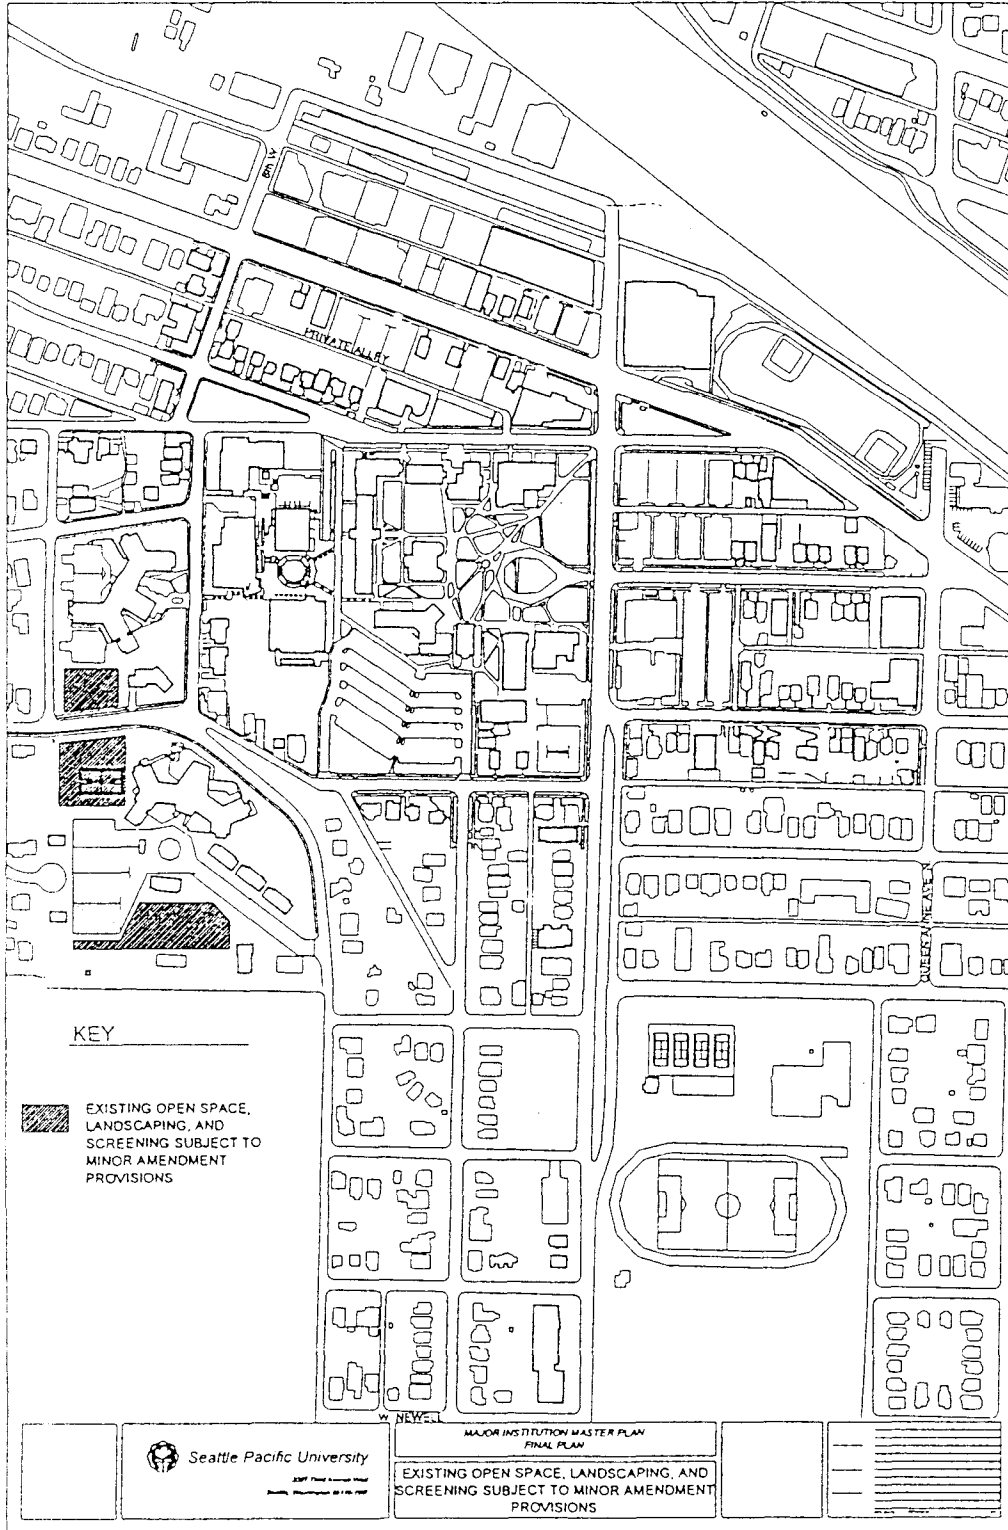 8th W
PRIVATE ALLEY
QUEEN ANNE AVE N
KEY
EXISTING OPEN SPACE,
LANDSCAPING, AND
SCREENING SUBJECT TO
MINOR AMENDMENT
PROVISIONS
W NEWELL
Seattle Pacific University
MAJOR INSTITUTION MASTER PLAN
FINAL PLAN
EXISTING OPEN SPACE, LANDSCAPING, AND
SCREENING SUBJECT TO MINOR AMENDMENT
PROVISIONS